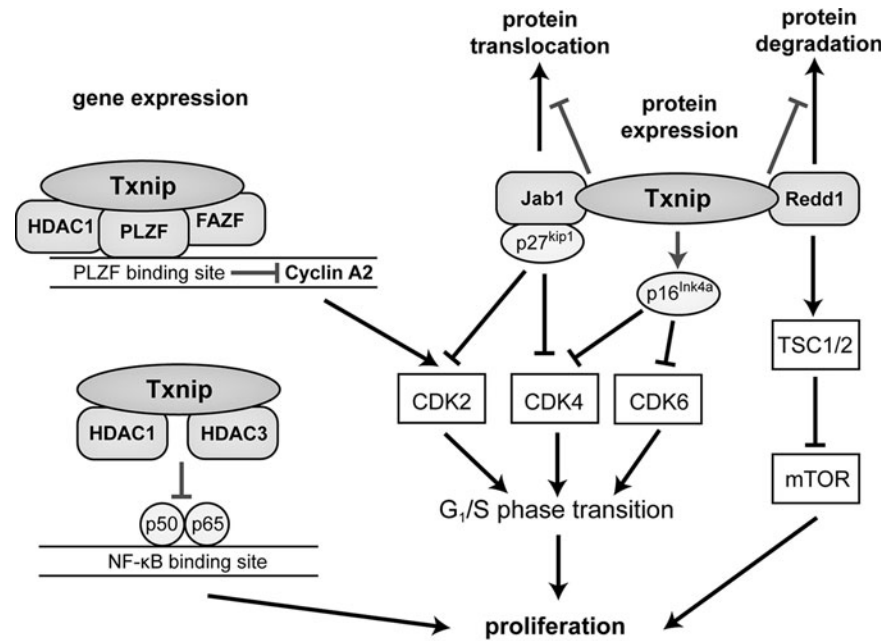 protein
translocation
protein
degradation
gene expression
protein
expression
Txnip
HDAC1
PLZF
FAZF
PLZF binding site
Cyclin A2
Jab1
Txnip
Redd1
p27kip1
p16Ink4a
TSC1/2
CDK2
CDK4
CDK6
Txnip
HDAC1
HDAC3
mTOR
p50
p65
G1/S phase transition
NF-κB binding site
proliferation